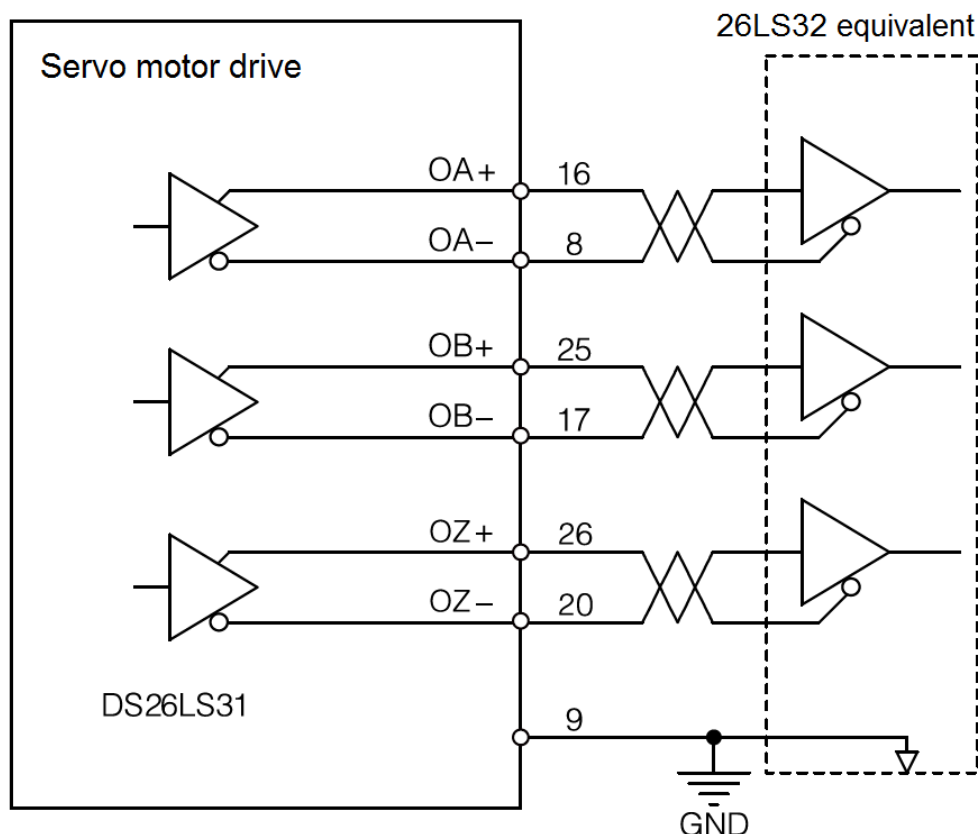 26LS32 equivalent
Servo motor drive
OA+ 16
OA− 8
OB+ 25
OB− 17
OZ+ 26
OZ− 20
DS26LS31
9
GND